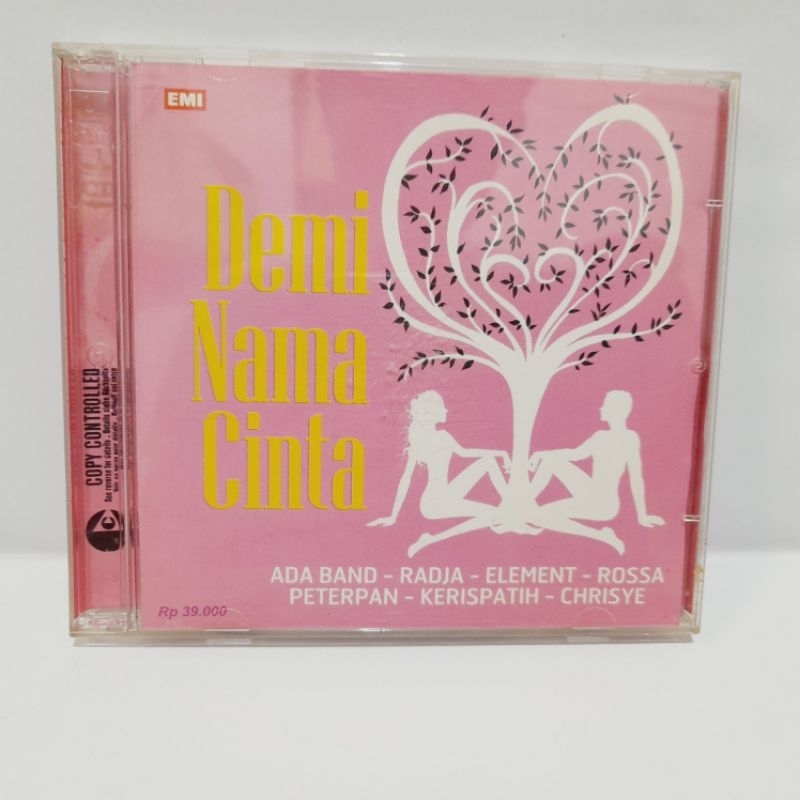 EMI
Demi
Nama
Cinta
ADA BAND - RADJA - ELEMENT - ROSSA
PETERPAN - KERISPATIH - CHRISYE
Rp 39.000
COPY CONTROLLED